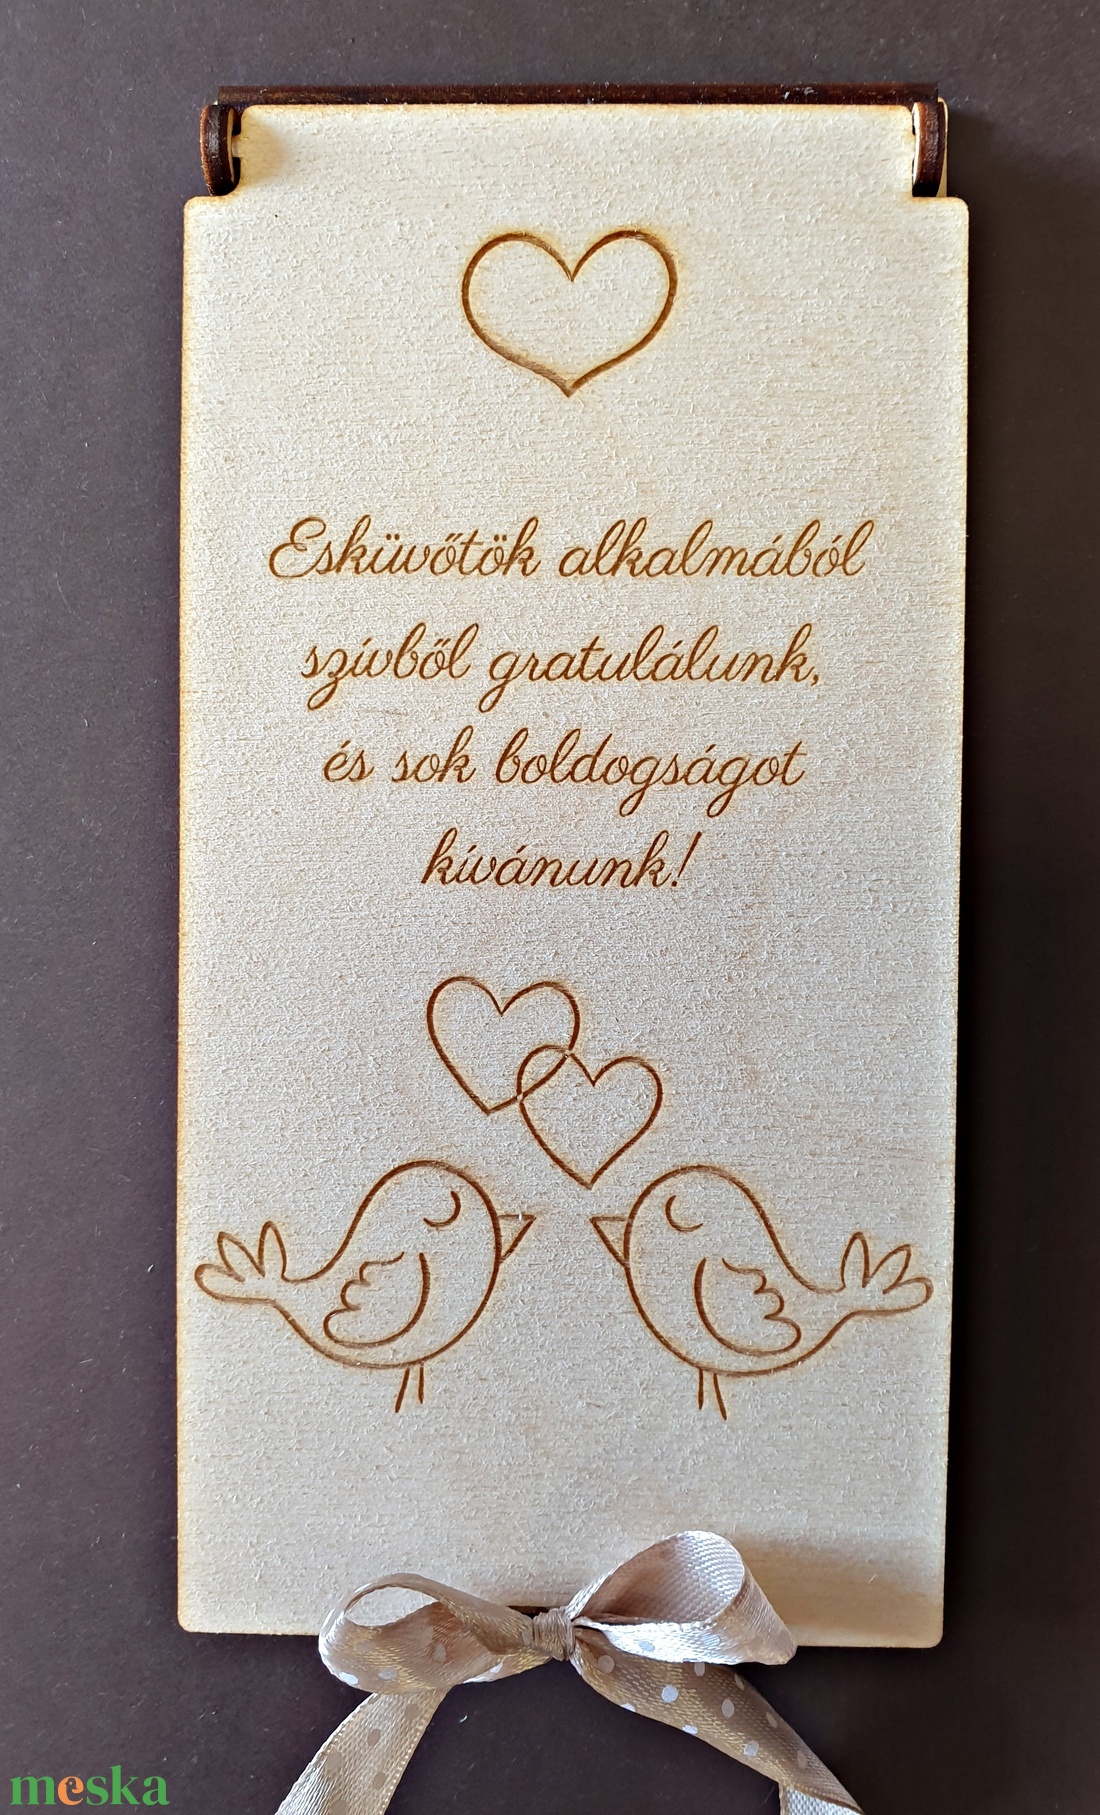 Esküvőtök alkalmából
szívből gratulálunk,
és sok boldogságot
kívánunk!
meska